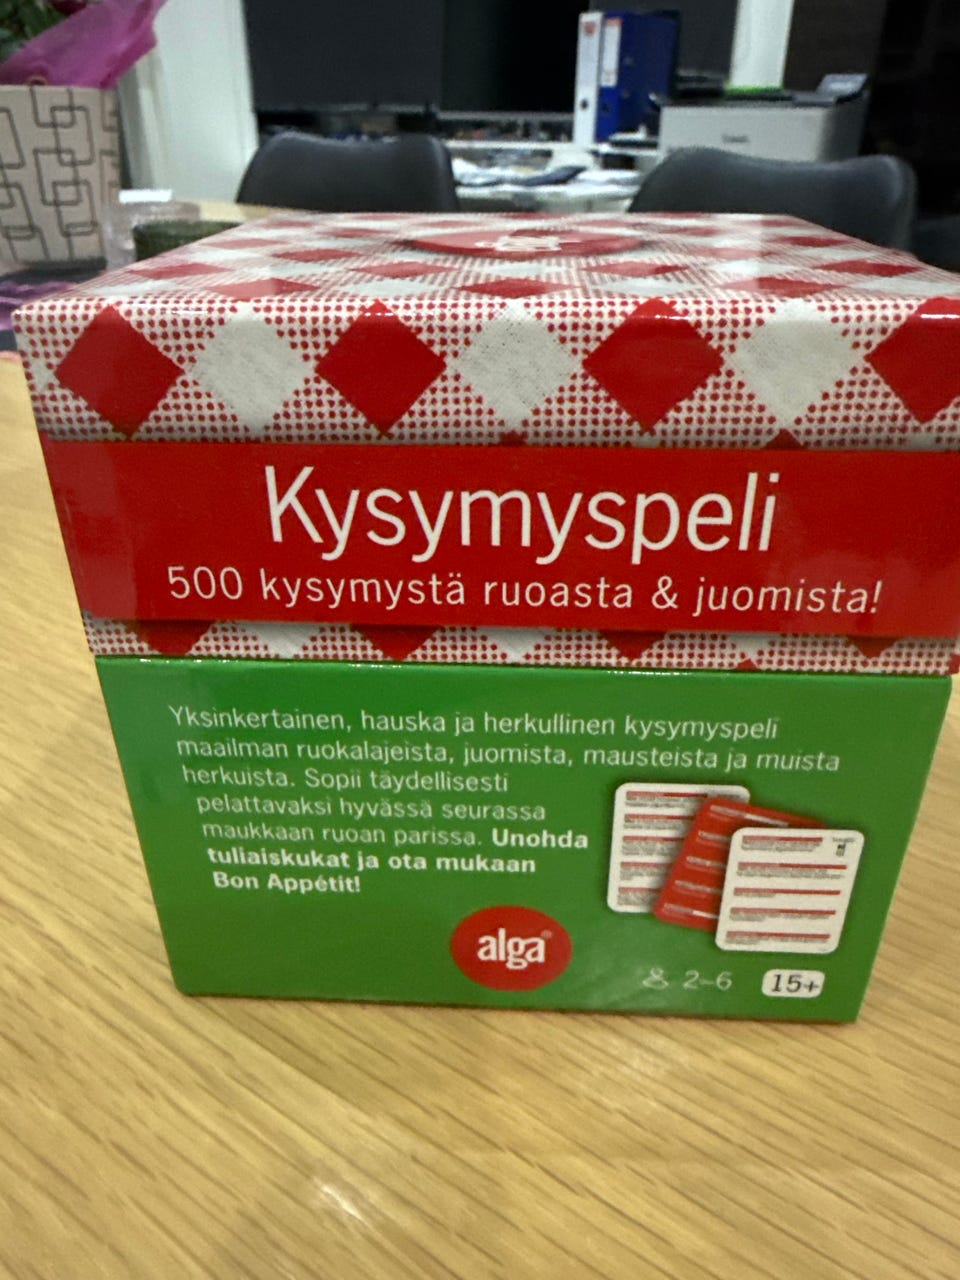 Kysymyspeli
500 kysymystä ruoasta & juomista!
Yksinkertainen, hauska ja herkullinen kysymyspeli
maailman ruokalajeista, juomista, mausteista ja muista
herkuista. Sopii täydellisesti
pelattavaksi hyvässä seurassa
maukkaan ruoan parissa. Unohda
tuliaiskukat ja ota mukaan
Bon Appétit!
alga®
2–6
15+